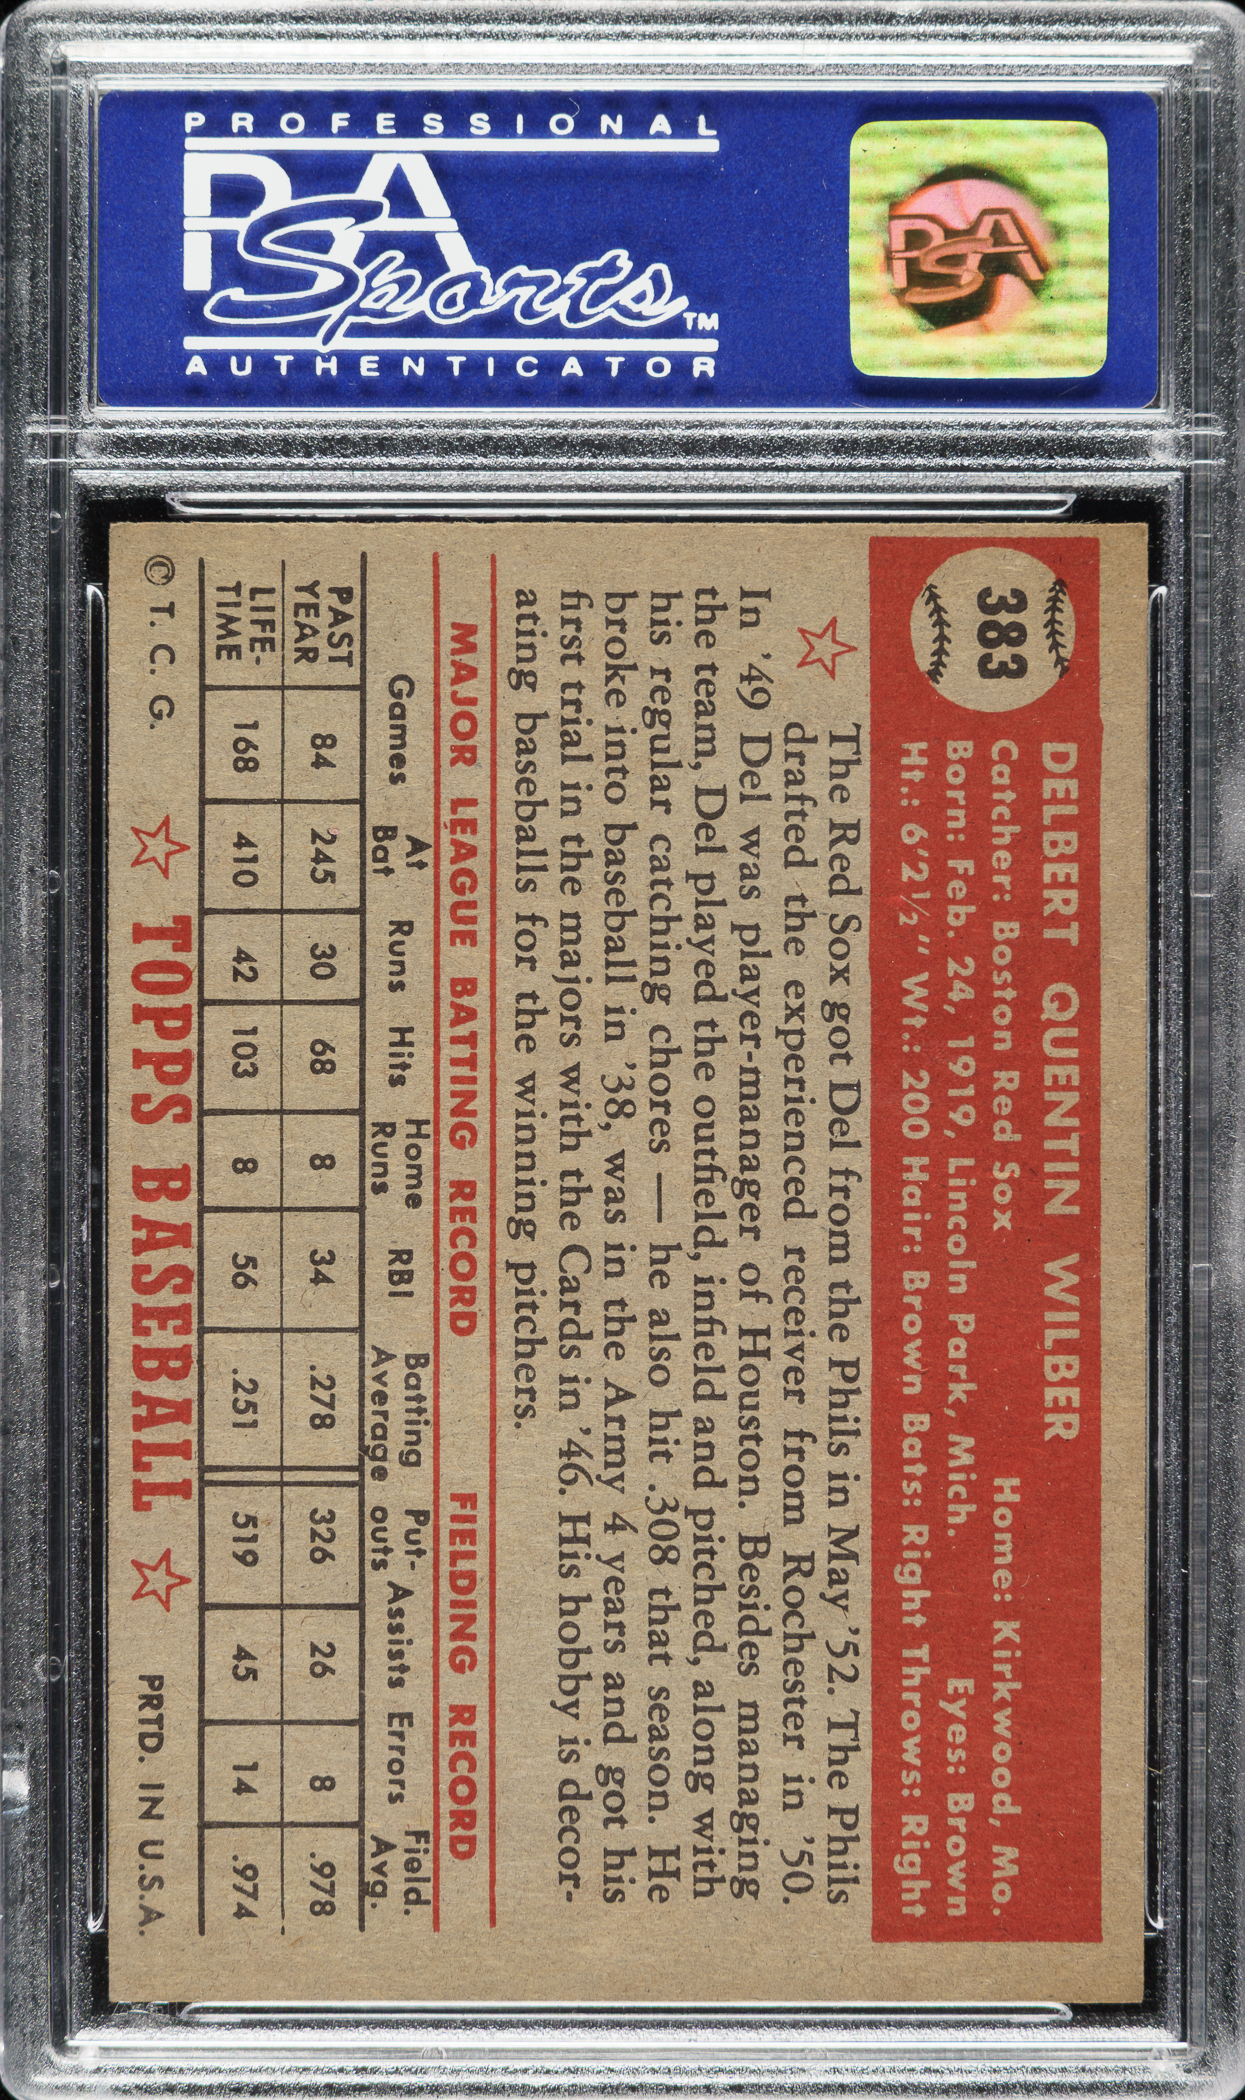 PROFESSIONAL
PSA
Sports™
AUTHENTICATOR
PSA
S
383
DELBERT QUENTIN WILBER
Catcher: Boston Red Sox Home: Kirkwood, Mo.
Born: Feb. 24, 1919, Lincoln Park, Mich. Eyes: Brown
Ht.: 6'2½" Wt.: 200 Hair: Brown Bats: Right Throws: Right
The Red Sox got Del from the Phils in May '52. The Phils
drafted the experienced receiver from Rochester in '50.
In '49 Del was player-manager of Houston. Besides managing
the team, Del played the outfield, infield and pitched, along with
his regular catching chores — he also hit .308 that season. He
broke into baseball in '38, was in the Army 4 years and got his
first trial in the majors with the Cards in '46. His hobby is decor-
ating baseballs for the winning pitchers.
MAJOR LEAGUE BATTING RECORD FIELDING RECORD
Games At Bat Runs Hits Home Runs RBI Batting Average Put-outs Assists Errors Field. Avg.
PAST YEAR 84 245 30 68 8 34 .278 326 26 8 .978
LIFE-TIME 168 410 42 103 8 56 .251 519 45 14 .974
© T. C. G. TOPPS BASEBALL PRTD. IN U.S.A.